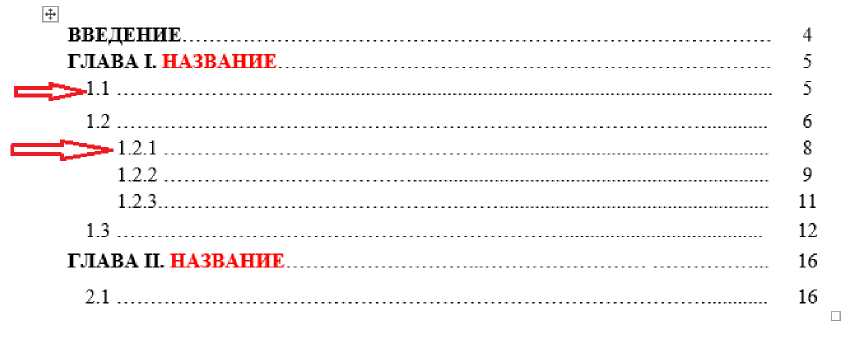 ВВЕДЕНИЕ.................................................................. 4
ГЛАВА I. НАЗВАНИЕ.................................................................. 5
1.1 .................................................................. 5
1.2 .................................................................. 6
1.2.1 .................................................................. 8
1.2.2 .................................................................. 9
1.2.3.................................................................. 11
1.3 .................................................................. 12
ГЛАВА II. НАЗВАНИЕ.................................................................. 16
2.1 .................................................................. 16